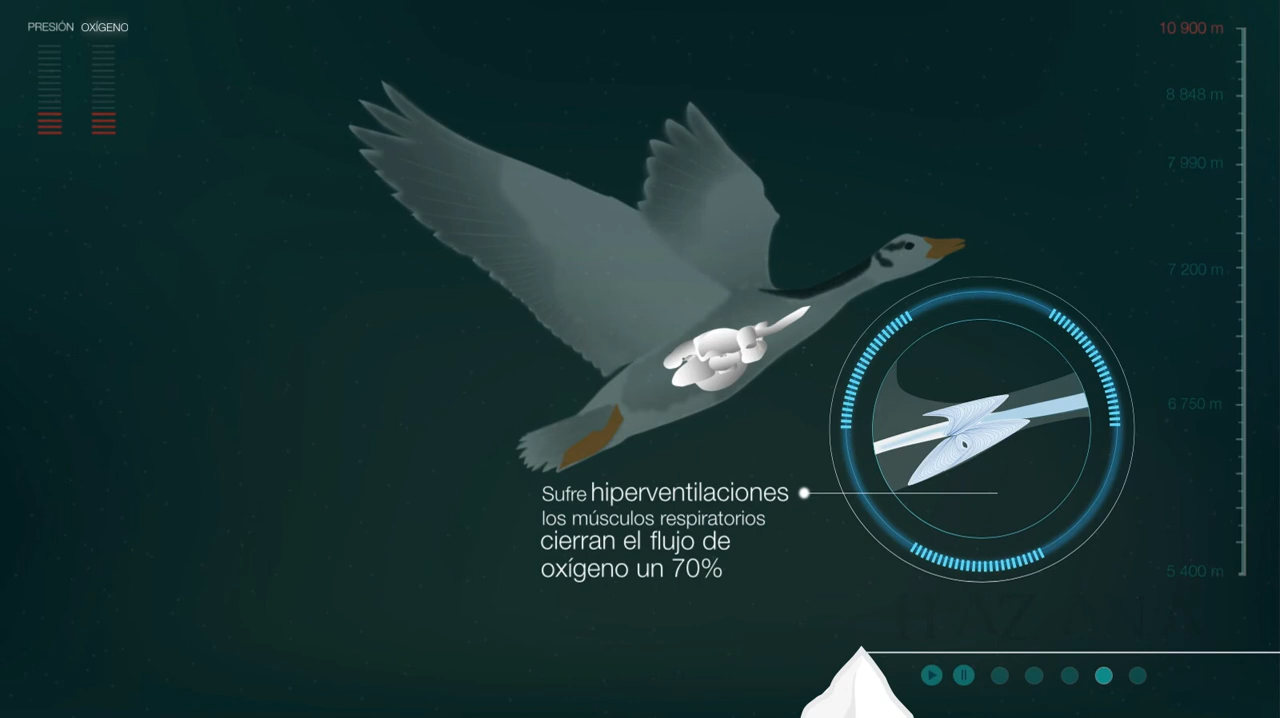 PRESIÓN OXÍGENO
10 900 m
8 848 m
7 990 m
7 200 m
6 750 m
5 400 m
Sufre hiperventilaciones
los músculos respiratorios
cierran el flujo de
oxígeno un 70%